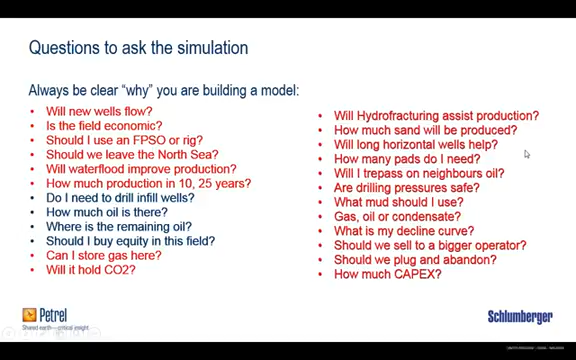 Questions to ask the simulation
Always be clear “why” you are building a model:
• Will new wells flow?
• Is the field economic?
• Should I use an FPSO or rig?
• Should we leave the North Sea?
• Will waterflood improve production?
• How much production in 10, 25 years?
• Do I need to drill infill wells?
• How much oil is there?
• Where is the remaining oil?
• Should I buy equity in this field?
• Can I store gas here?
• Will it hold CO2?
• Will Hydrofracturing assist production?
• How much sand will be produced?
• Will long horizontal wells help?
• How many pads do I need?
• Will I trepass on neighbours oil?
• Are drilling pressures safe?
• What mud should I use?
• Gas, oil or condensate?
• What is my decline curve?
• Should we sell to a bigger operator?
• Should we plug and abandon?
• How much CAPEX?
Petrel
Shared earth—critical insight
Schlumberger